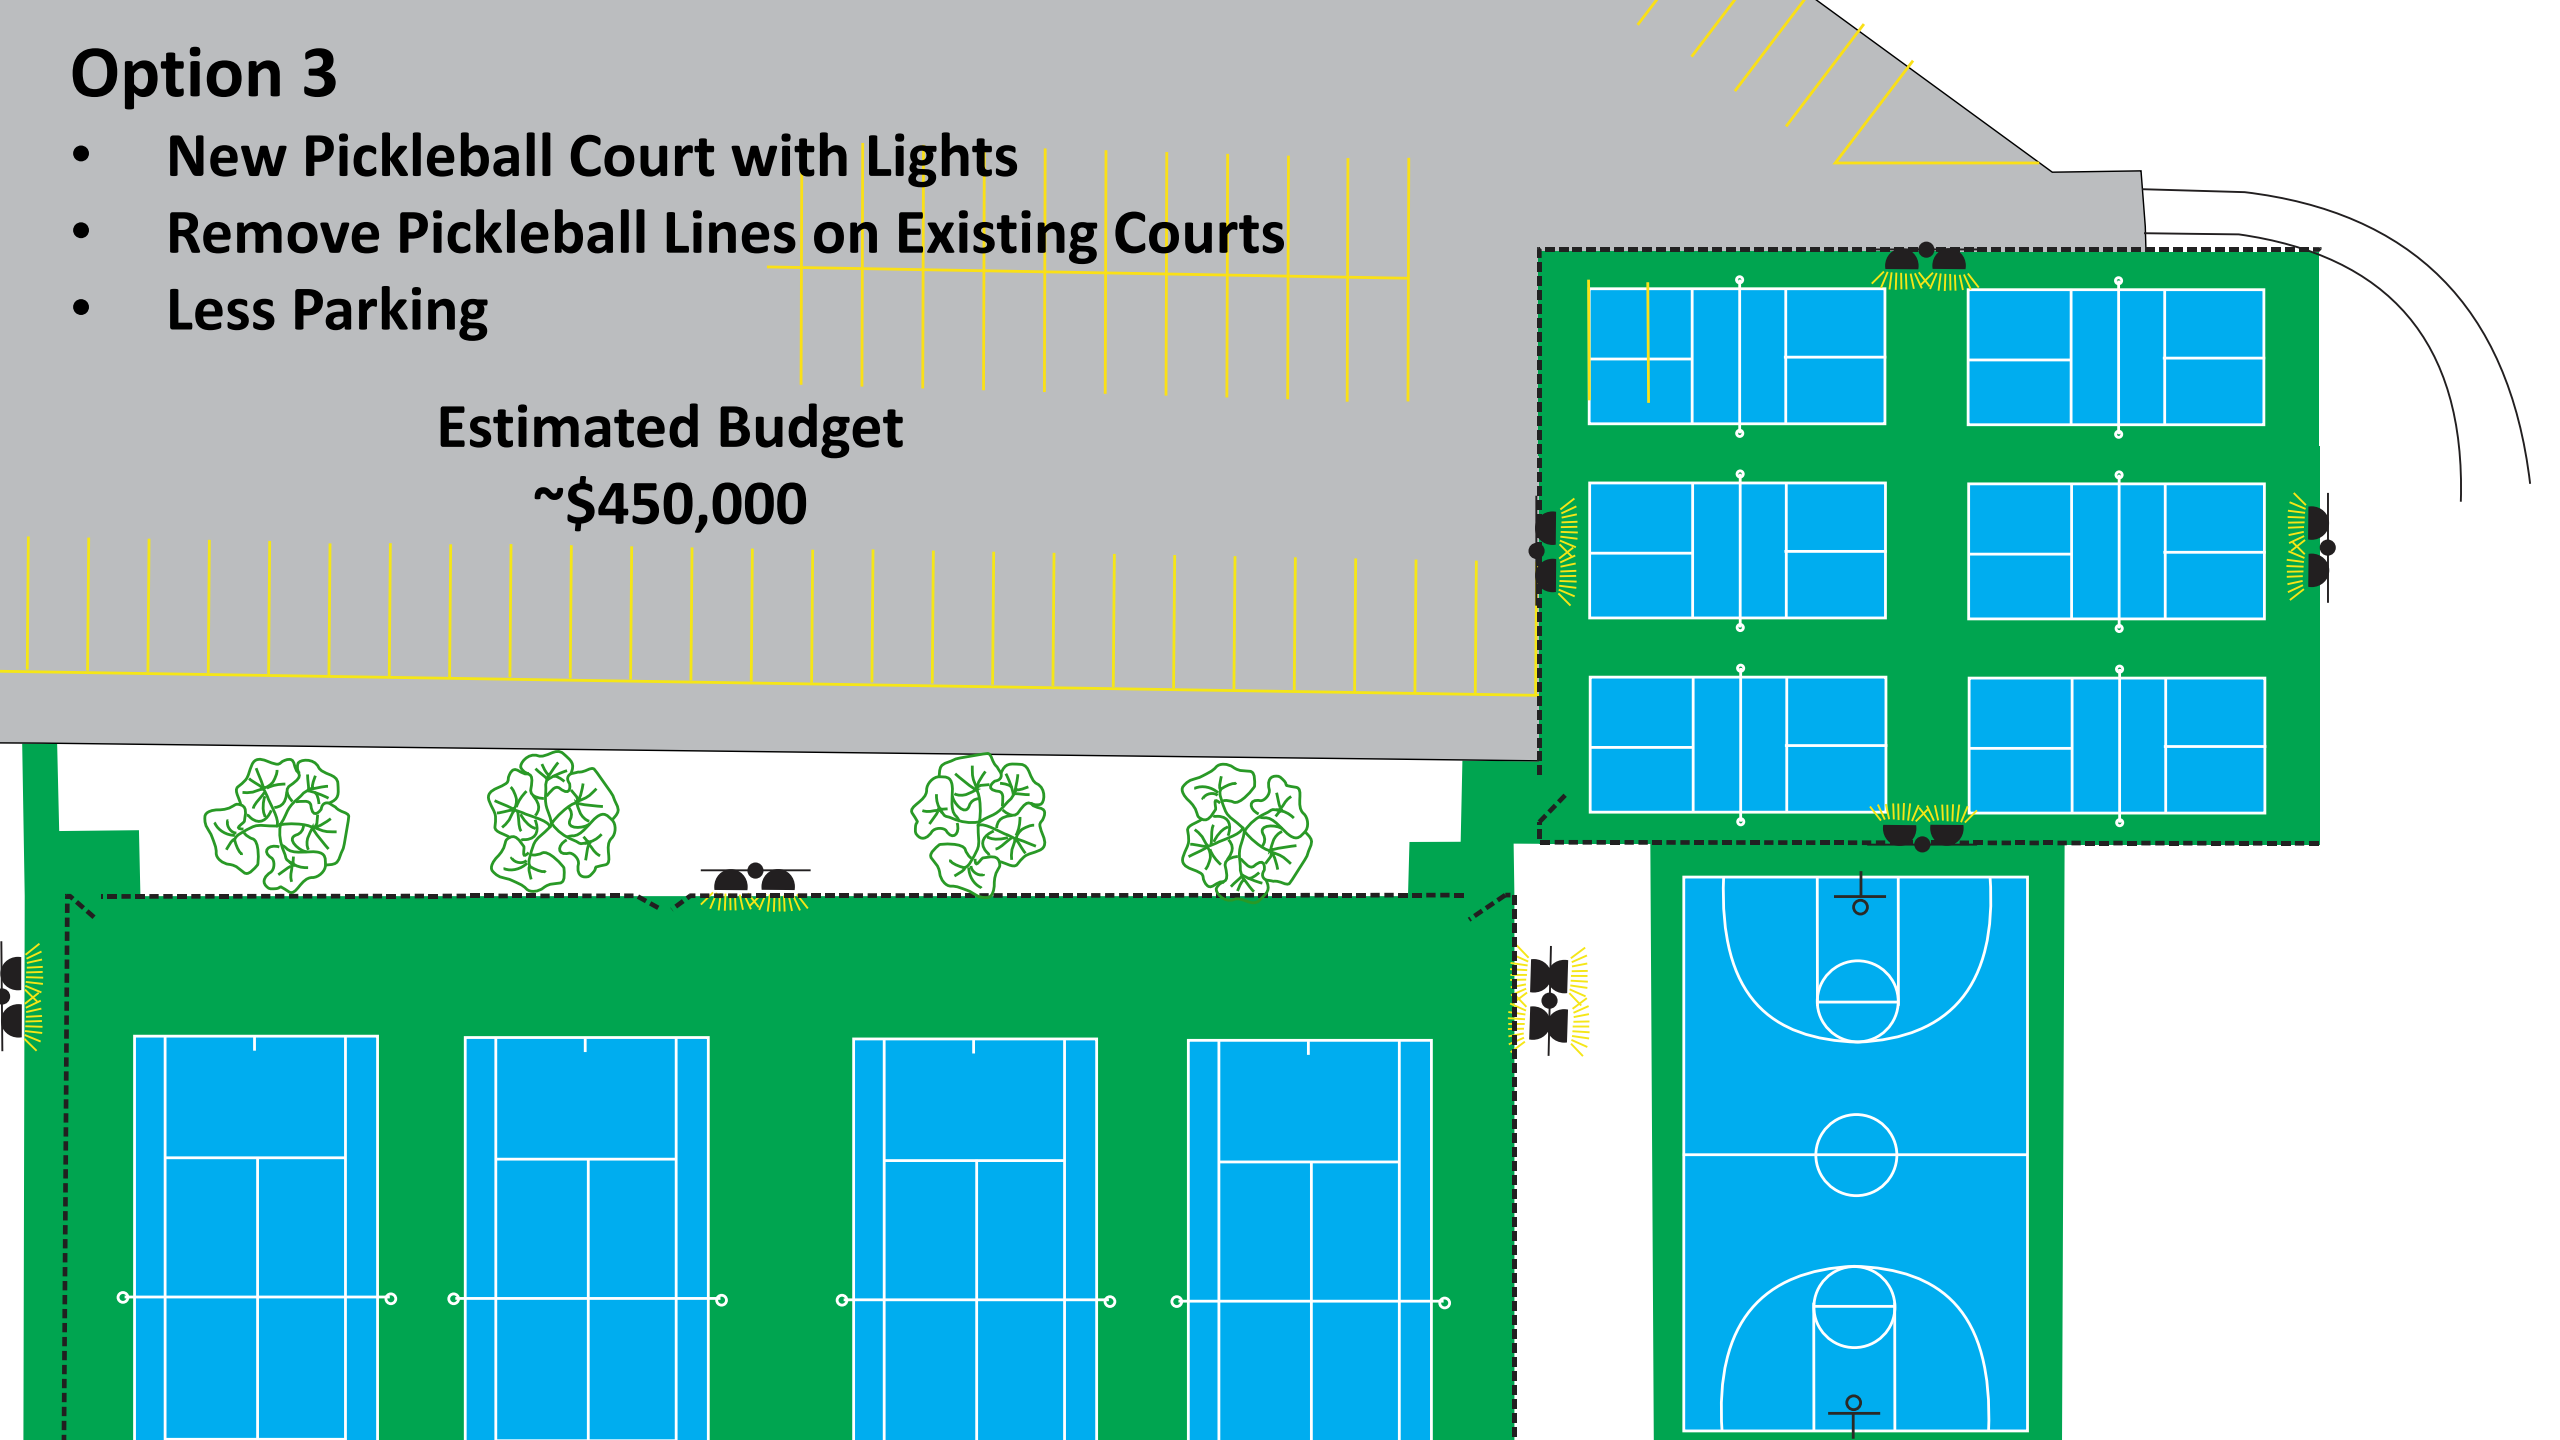 Option 3
• New Pickleball Court with Lights
• Remove Pickleball Lines on Existing Courts
• Less Parking
Estimated Budget
~$450,000